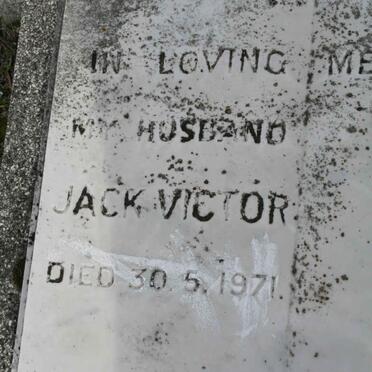 IN LOVING ME
MY HUSBAND
JACK VICTOR
DIED 30.5.1971.